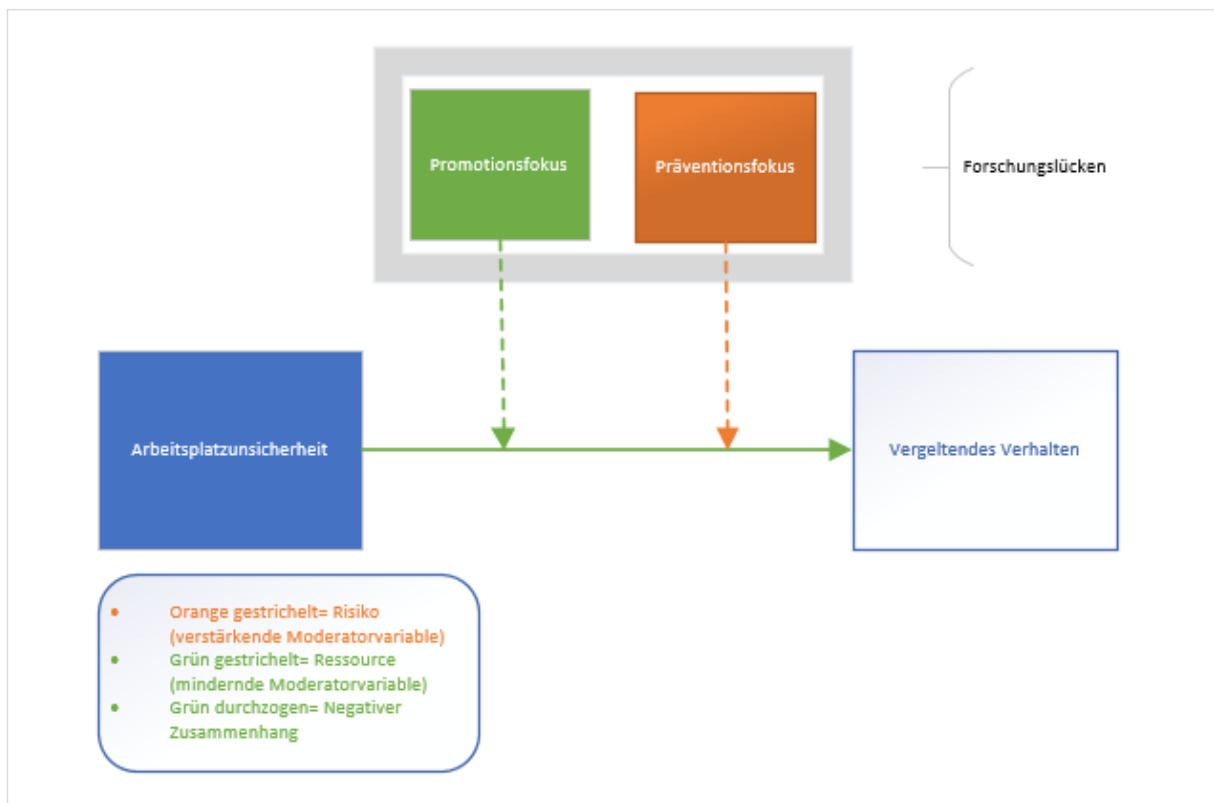 Promotionsfokus
Präventionsfokus
Forschungslücken
Arbeitsplatzunsicherheit
Vergeltendes Verhalten
• Orange gestrichelt= Risiko
(verstärkende Moderatorvariable)
• Grün gestrichelt= Ressource
(mindernde Moderatorvariable)
• Grün durchzogen= Negativer
Zusammenhang